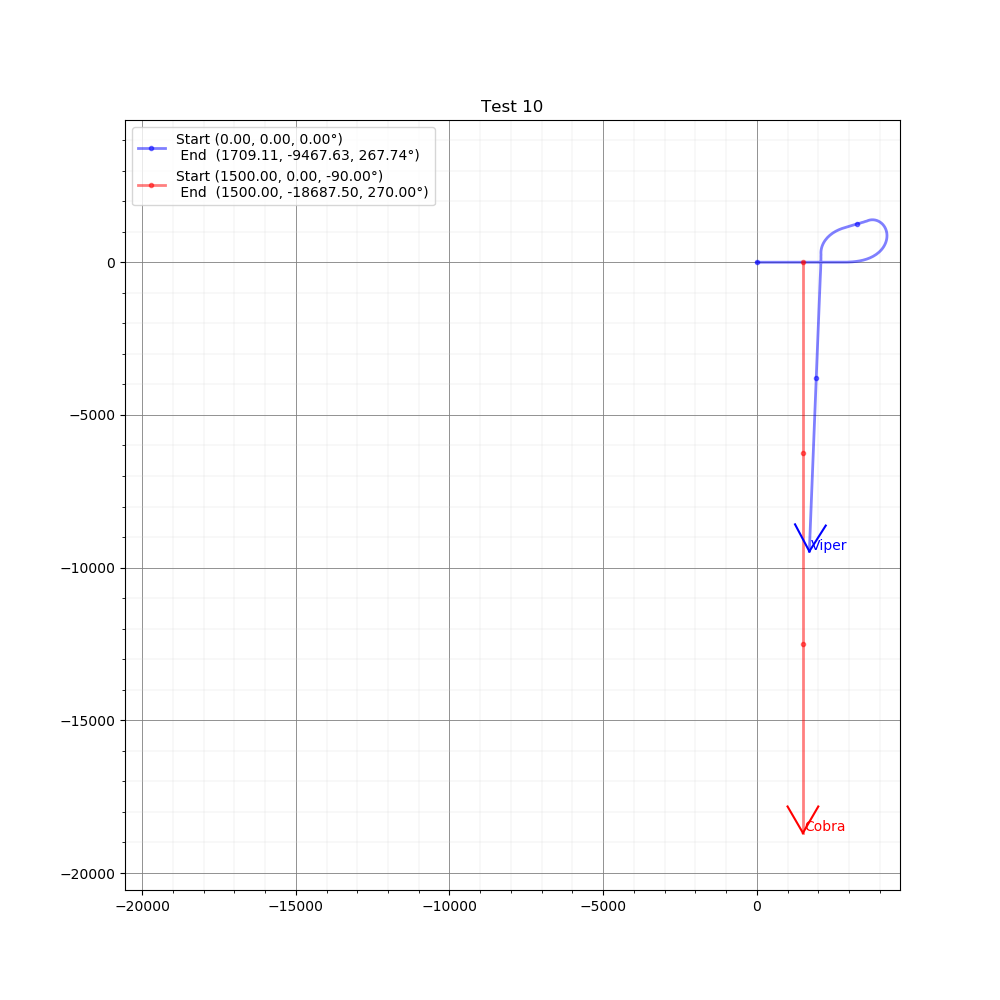 Test 10
Start (0.00, 0.00, 0.00°)
End (1709.11, -9467.63, 267.74°)
Start (1500.00, 0.00, -90.00°)
End (1500.00, -18687.50, 270.00°)
0
−5000
−10000
−15000
−20000
Viper
Cobra
−20000 −15000 −10000 −5000 0